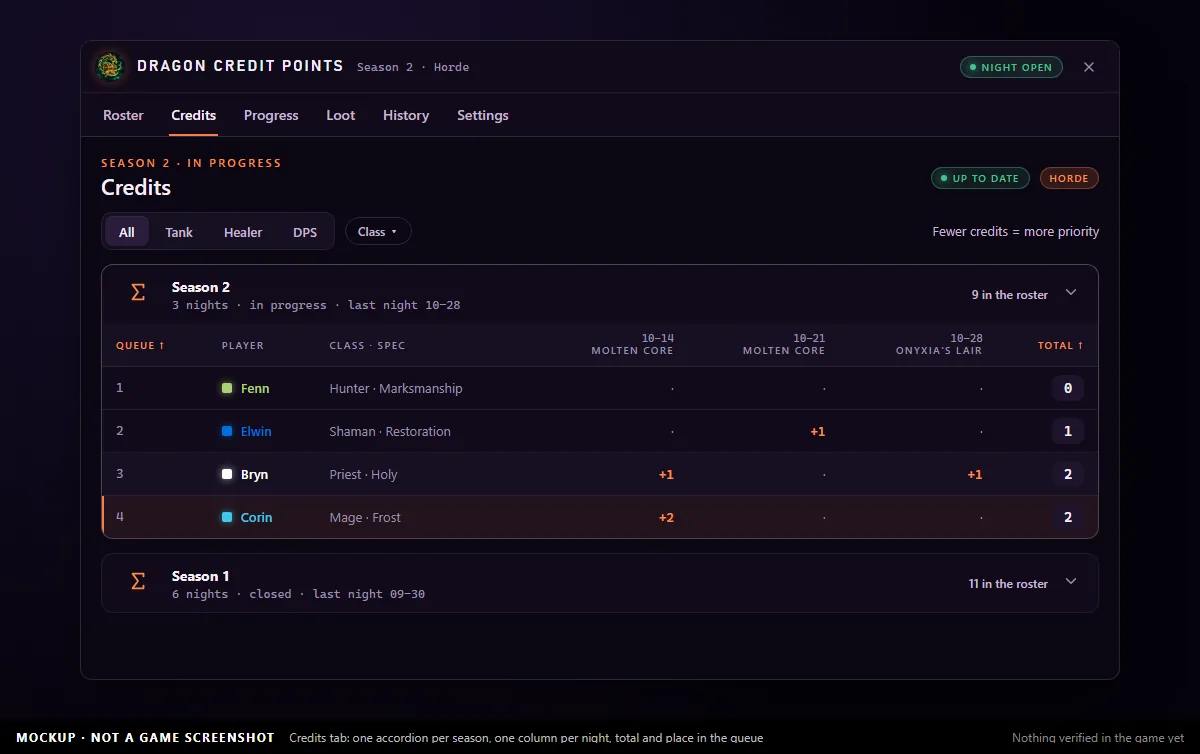 DRAGON CREDIT POINTS Season 2 · Horde
NIGHT OPEN ×
Roster Credits Progress Loot History Settings
SEASON 2 · IN PROGRESS
Credits
UP TO DATE HORDE
All Tank Healer DPS Class ▾
Fewer credits = more priority
Σ Season 2
3 nights · in progress · last night 10-28
9 in the roster
QUEUE ↑ PLAYER CLASS · SPEC 10-14 MOLTEN CORE 10-21 MOLTEN CORE 10-28 ONYXIA'S LAIR TOTAL ↑
1 Fenn Hunter · Marksmanship · · · 0
2 Elwin Shaman · Restoration · +1 · 1
3 Bryn Priest · Holy +1 · +1 2
4 Corin Mage · Frost +2 · · 2
Σ Season 1
6 nights · closed · last night 09-30
11 in the roster
MOCKUP · NOT A GAME SCREENSHOT Credits tab: one accordion per season, one column per night, total and place in the queue
Nothing verified in the game yet